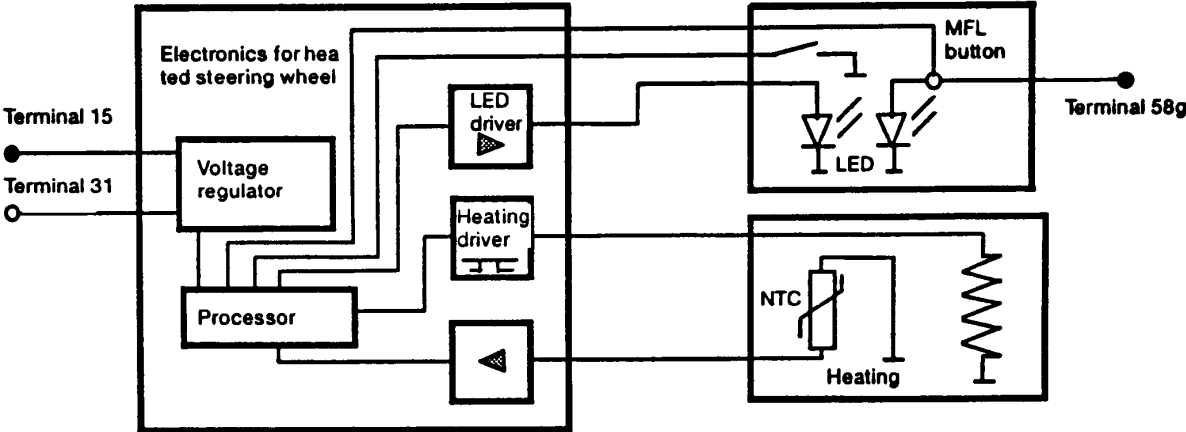 Electronics for hea
ted steering wheel
MFL
button
LED
driver
Terminal 15
Terminal 58g
Voltage
regulator
LED
Terminal 31
Heating
driver
NTC
Processor
Heating